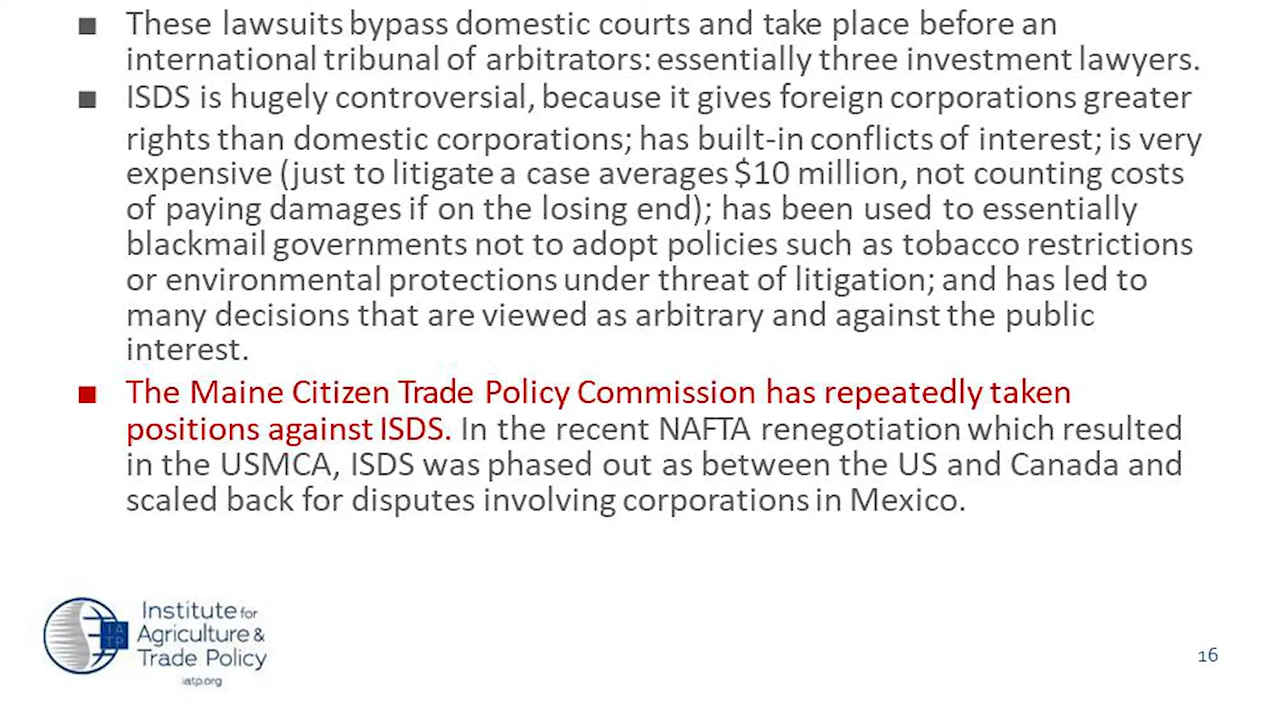 ■ These lawsuits bypass domestic courts and take place before an
international tribunal of arbitrators: essentially three investment lawyers.
■ ISDS is hugely controversial, because it gives foreign corporations greater
rights than domestic corporations; has built-in conflicts of interest; is very
expensive (just to litigate a case averages $10 million, not counting costs
of paying damages if on the losing end); has been used to essentially
blackmail governments not to adopt policies such as tobacco restrictions
or environmental protections under threat of litigation; and has led to
many decisions that are viewed as arbitrary and against the public
interest.
■ The Maine Citizen Trade Policy Commission has repeatedly taken
positions against ISDS. In the recent NAFTA renegotiation which resulted
in the USMCA, ISDS was phased out as between the US and Canada and
scaled back for disputes involving corporations in Mexico.
Institute for
Agriculture &
Trade Policy
iatp.org
IA
TP
16